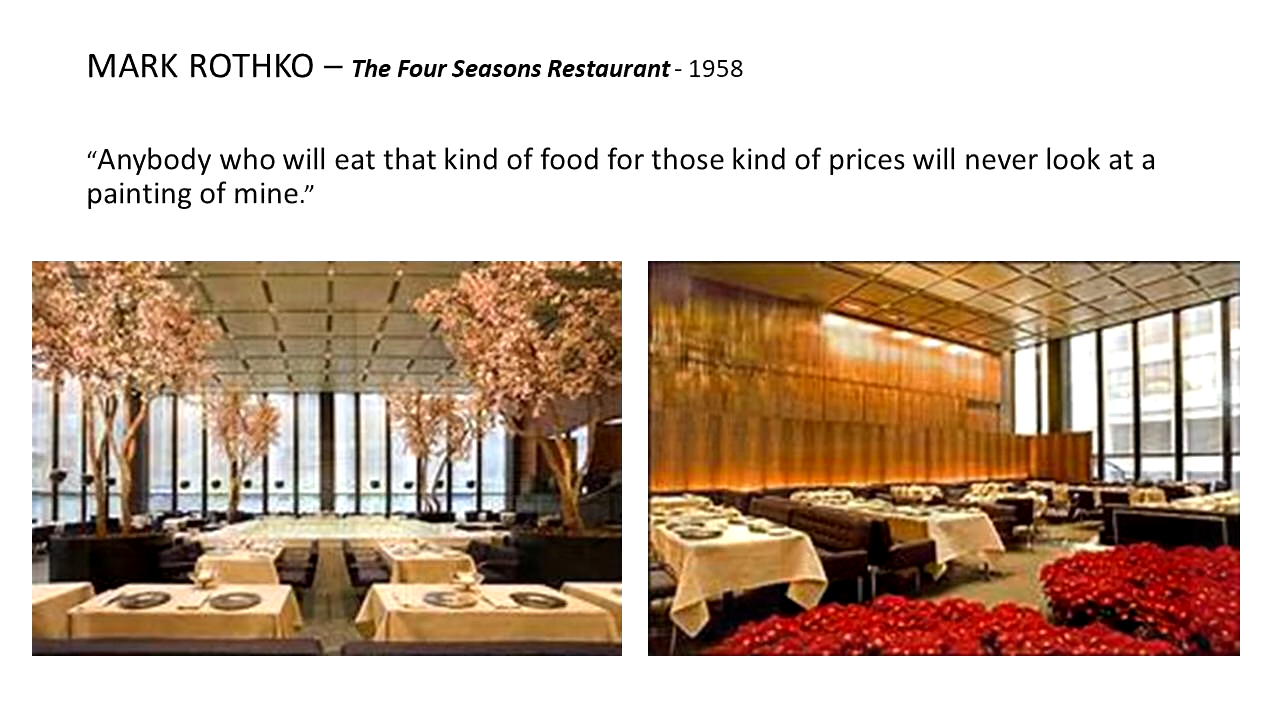 MARK ROTHKO – The Four Seasons Restaurant - 1958
“Anybody who will eat that kind of food for those kind of prices will never look at a
painting of mine.”